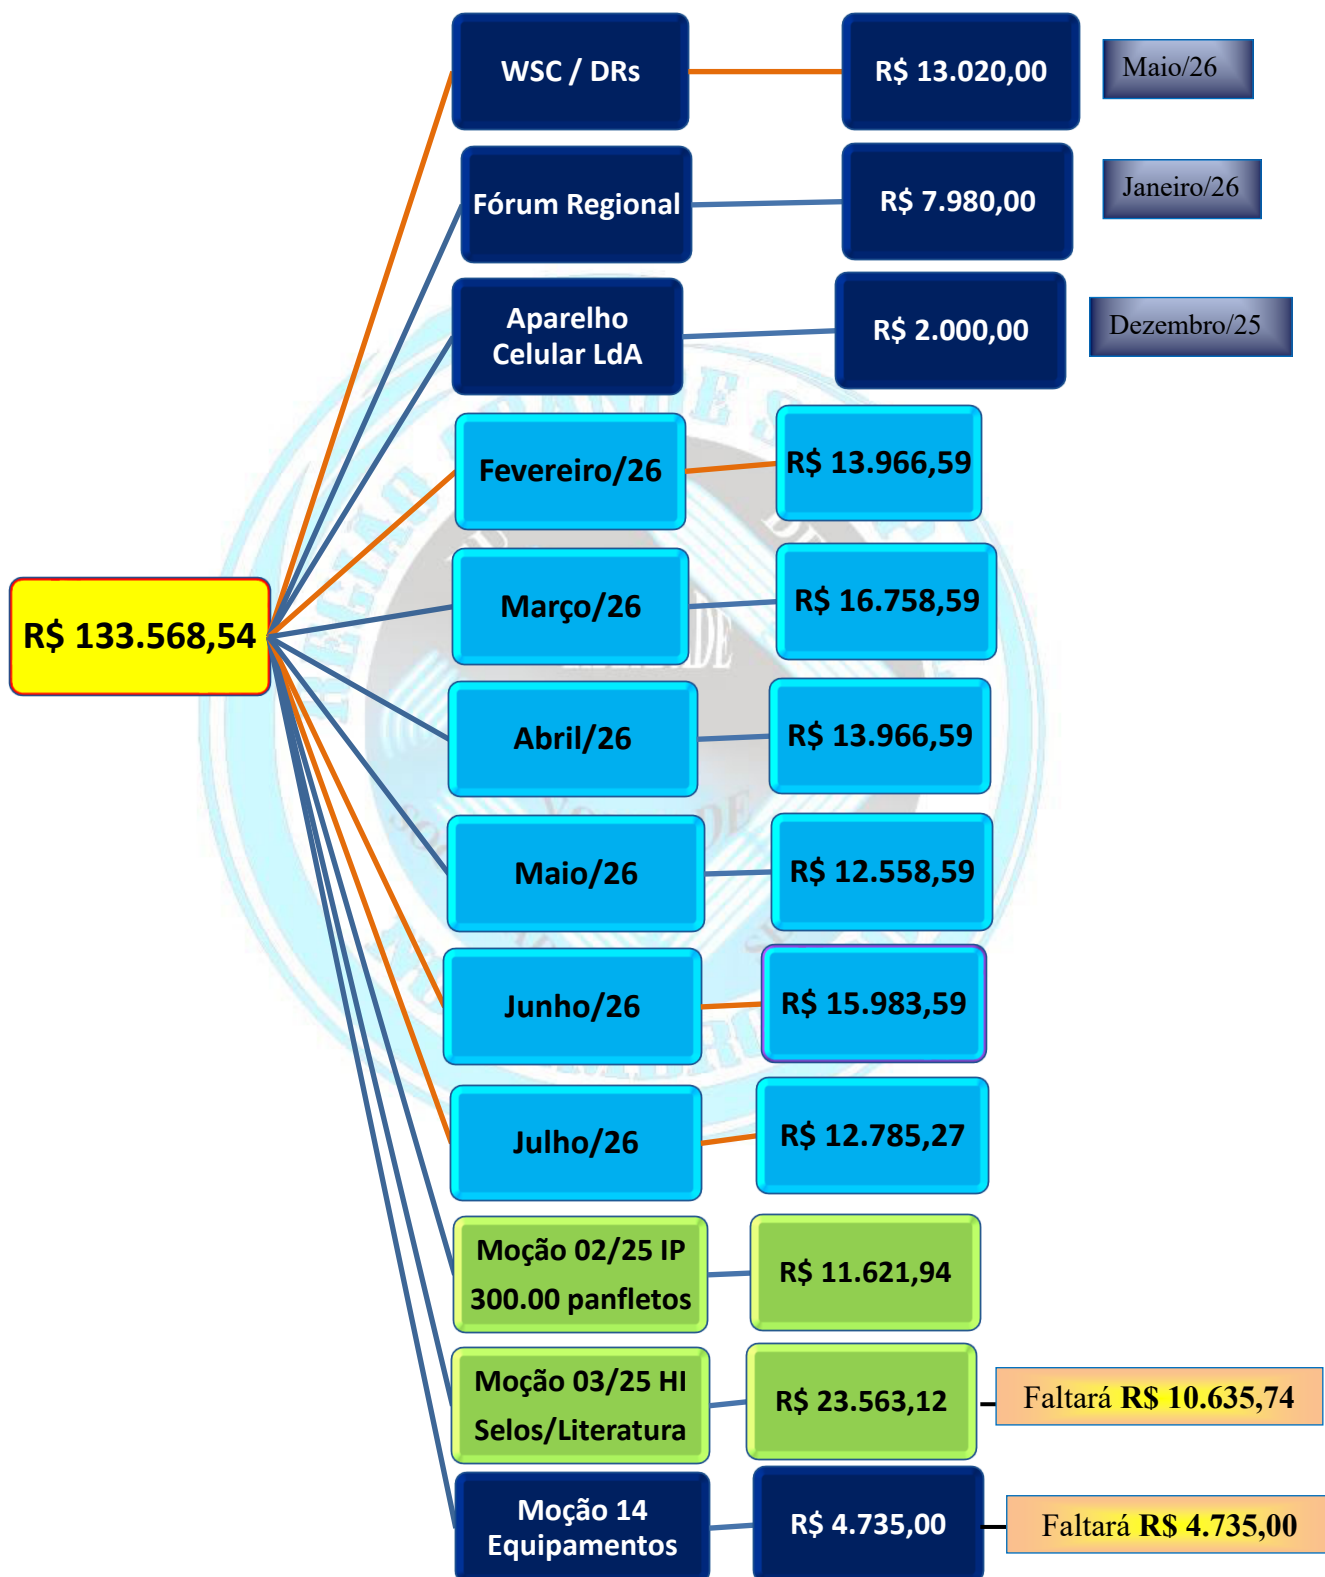 WSC / DRs
R$ 13.020,00
Maio/26
Fórum Regional
R$ 7.980,00
Janeiro/26
Aparelho
Celular LdA
R$ 2.000,00
Dezembro/25
Fevereiro/26
R$ 13.966,59
Março/26
R$ 16.758,59
R$ 133.568,54
Abril/26
R$ 13.966,59
Maio/26
R$ 12.558,59
Junho/26
R$ 15.983,59
Julho/26
R$ 12.785,27
Moção 02/25 IP
300.00 panfletos
R$ 11.621,94
Moção 03/25 HI
Selos/Literatura
R$ 23.563,12
Faltará R$ 10.635,74
Moção 14
Equipamentos
R$ 4.735,00
Faltará R$ 4.735,00